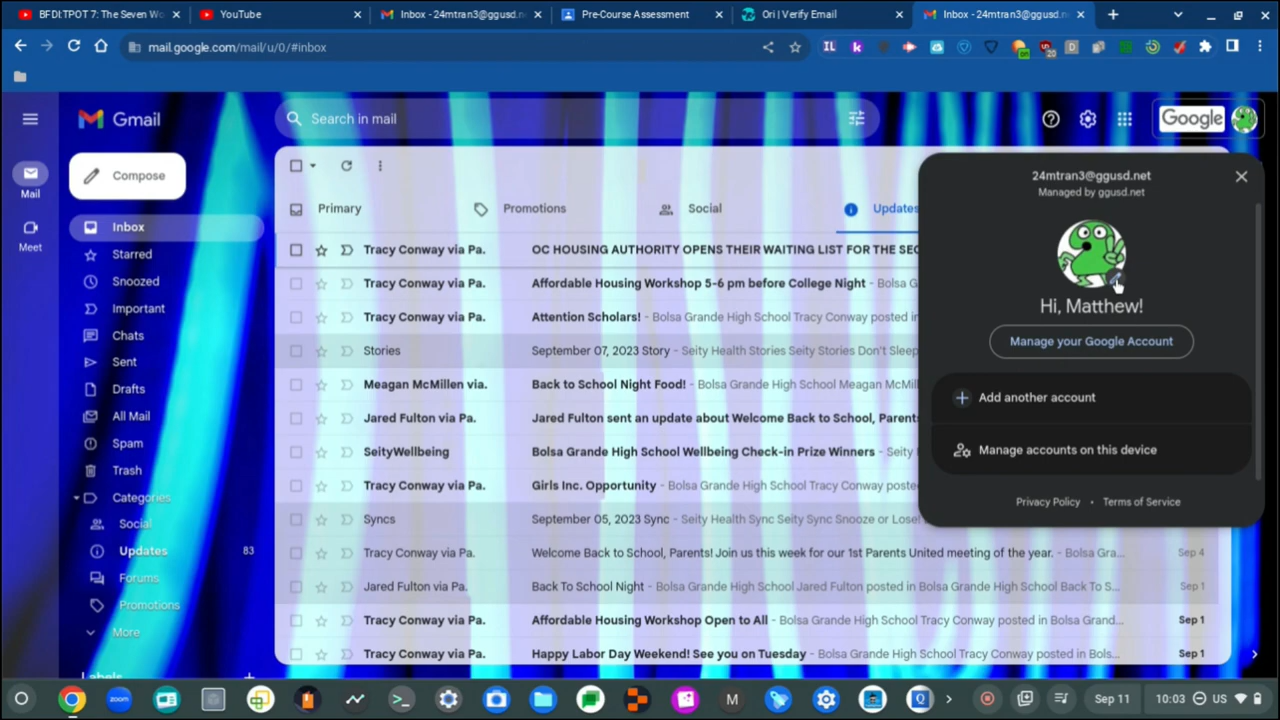 BFDI:TPOT 7: The Seven Wo
YouTube
Inbox - 24mtran3@ggusd.net
Pre-Course Assessment
Ori | Verify Email
Inbox - 24mtran3@ggusd.ne
mail.google.com/mail/u/0/#inbox
Gmail
Search in mail
Google
Mail
Meet
Compose
Inbox
Starred
Snoozed
Important
Chats
Sent
Drafts
All Mail
Spam
Trash
Categories
Social
Updates 83
Forums
Promotions
More
Labels
Primary
Promotions
Social
Updates
Tracy Conway via Pa. OC HOUSING AUTHORITY OPENS THEIR WAITING LIST FOR THE SEC
Tracy Conway via Pa. Affordable Housing Workshop 5-6 pm before College Night - Bolsa G
Tracy Conway via Pa. Attention Scholars! - Bolsa Grande High School Tracy Conway posted in
Stories September 07, 2023 Story - Seity Health Stories Seity Stories Don't Sleep
Meagan McMillen via. Back to School Night Food! - Bolsa Grande High School Meagan McMill
Jared Fulton via Pa. Jared Fulton sent an update about Welcome Back to School, Parents
SeityWellbeing Bolsa Grande High School Wellbeing Check-in Prize Winners - Seity
Tracy Conway via Pa. Girls Inc. Opportunity - Bolsa Grande High School Tracy Conway poste
Syncs September 05, 2023 Sync - Seity Health Sync Seity Sync Snooze or Lose!
Tracy Conway via Pa. Welcome Back to School, Parents! Join us this week for our 1st Parents United meeting of the year. - Bolsa Gra... Sep 4
Jared Fulton via Pa. Back To School Night - Bolsa Grande High School Jared Fulton posted in Bolsa Grande High School Back To S... Sep 1
Tracy Conway via Pa. Affordable Housing Workshop Open to All - Bolsa Grande High School Tracy Conway posted in Bolsa Grande... Sep 1
Tracy Conway via Pa. Happy Labor Day Weekend! See you on Tuesday - Bolsa Grande High School Tracy Conway posted in Bols... Sep 1
24mtran3@ggusd.net
Managed by ggusd.net
Hi, Matthew!
Manage your Google Account
Add another account
Manage accounts on this device
Privacy Policy • Terms of Service
zoom
Sep 11 10:03 US